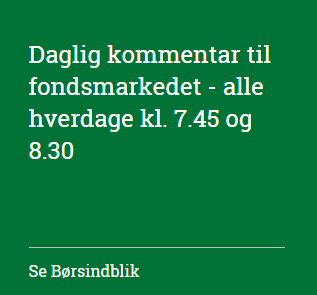 Daglig kommentar til
fondsmarkedet - alle
hverdage kl. 7.45 og
8.30
Se Børsindblik